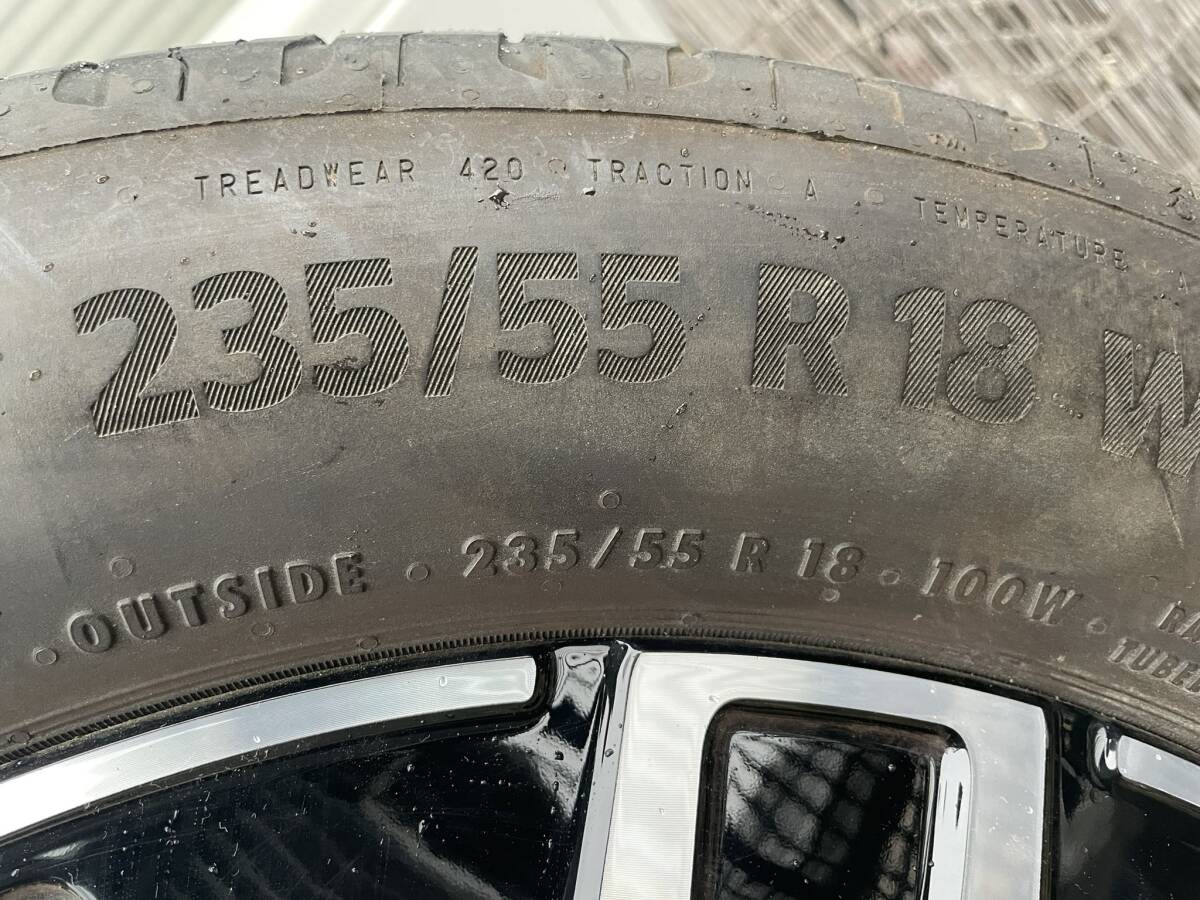 TREADWEAR 420 TRACTION A TEMPERATURE A
235/55 R 18 W
OUTSIDE 235/55 R 18 100W